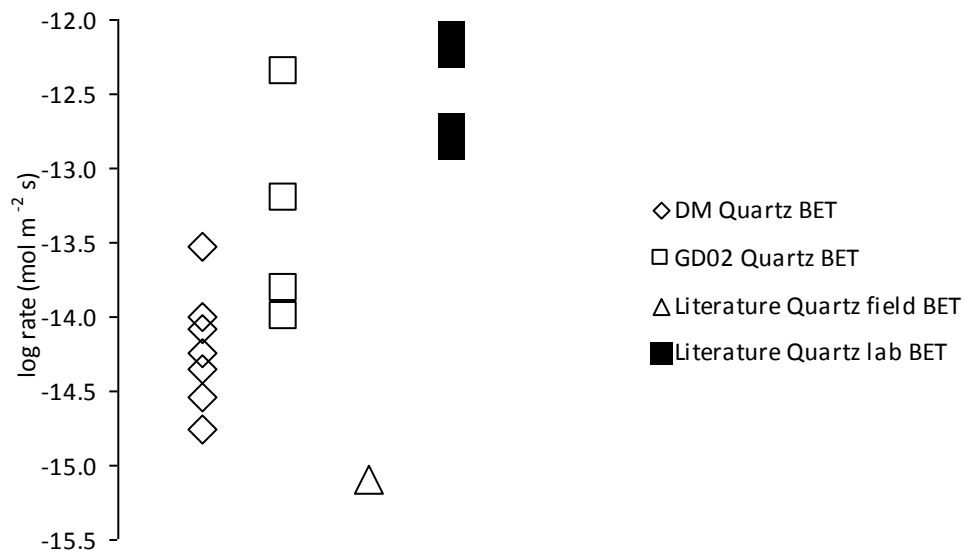 -12.0
-12.5
-13.0
-13.5
-14.0
-14.5
-15.0
-15.5
log rate (mol m⁻² s)
DM Quartz BET
GD02 Quartz BET
Literature Quartz field BET
Literature Quartz lab BET